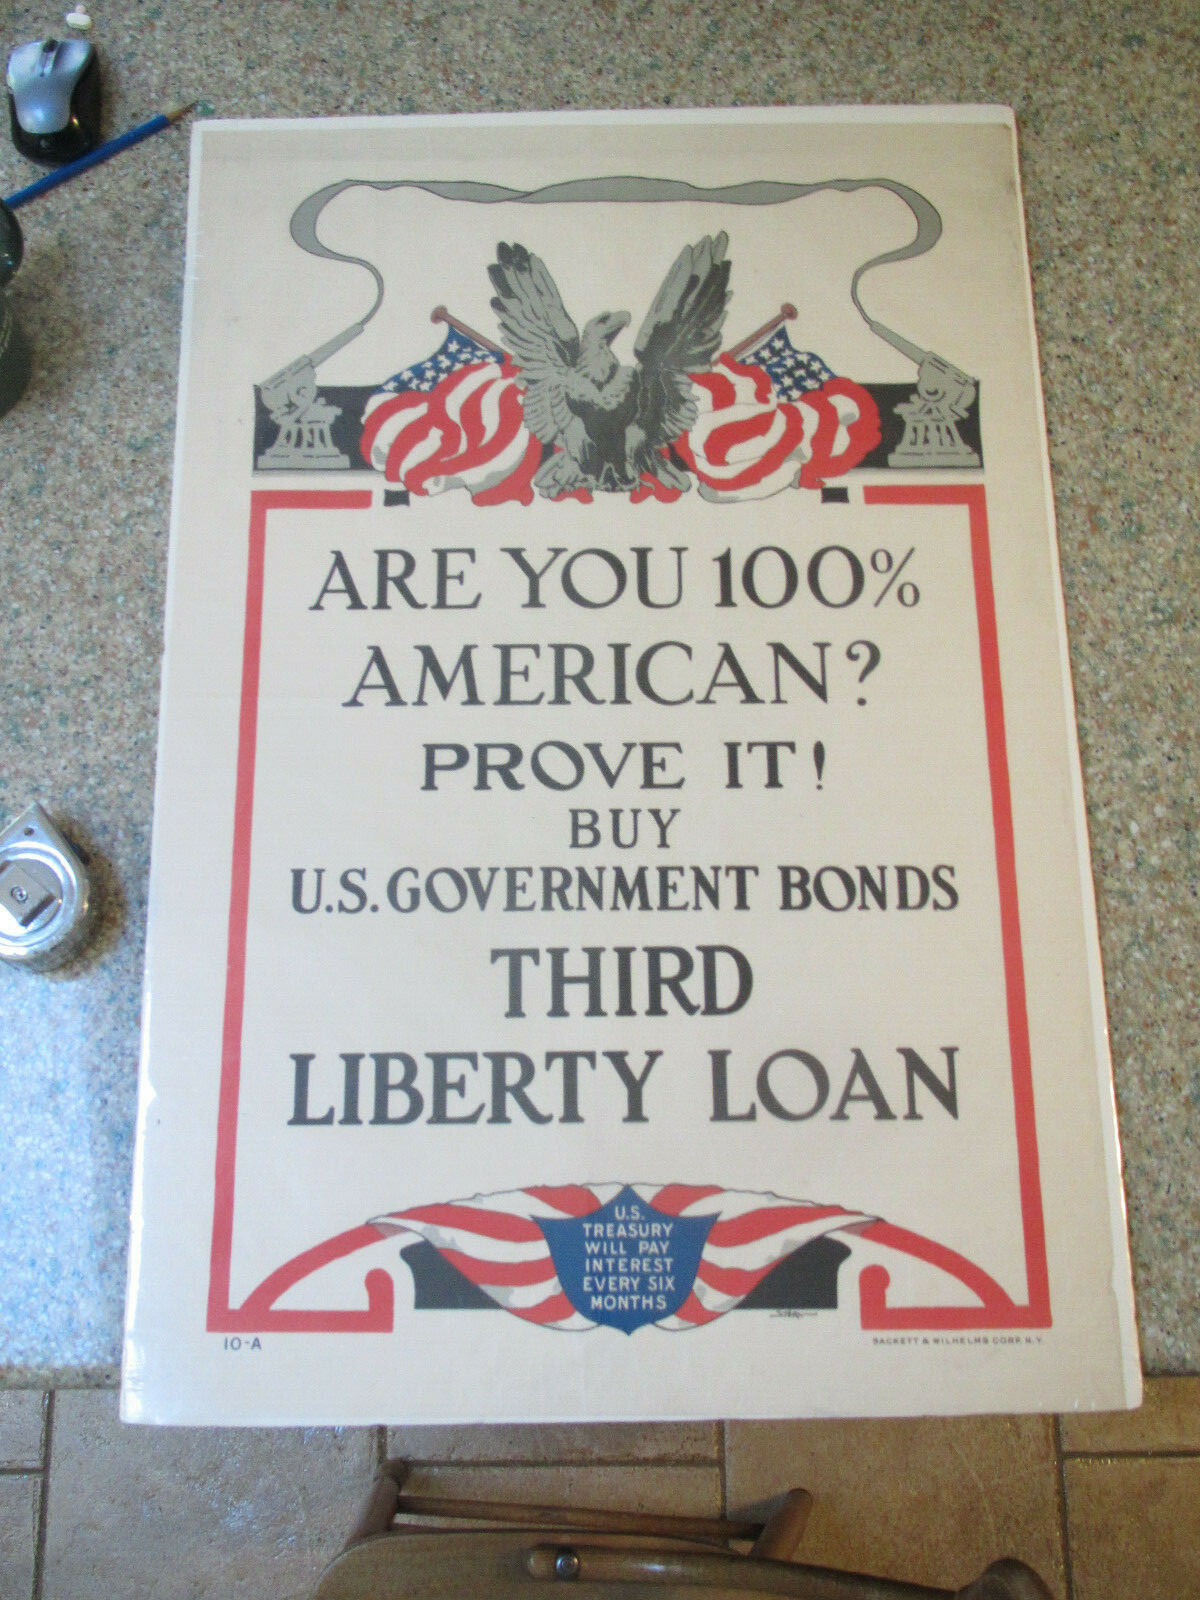 ARE YOU 100%
AMERICAN?
PROVE IT!
BUY
U.S. GOVERNMENT BONDS
THIRD
LIBERTY LOAN
U.S.
TREASURY
WILL PAY
INTEREST
EVERY SIX
MONTHS
10-A
SACKETT & WILHELMS CORP. N.Y.